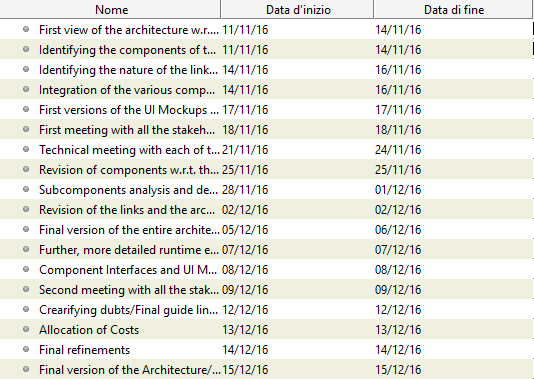 Nome Data d'inizio Data di fine
First view of the architecture w.r.... 11/11/16 14/11/16
Identifying the components of t... 11/11/16 14/11/16
Identifying the nature of the link... 14/11/16 16/11/16
Integration of the various comp... 14/11/16 16/11/16
First versions of the UI Mockups ... 17/11/16 17/11/16
First meeting with all the stakeh... 18/11/16 18/11/16
Technical meeting with each of t... 21/11/16 24/11/16
Revision of components w.r.t. th... 25/11/16 25/11/16
Subcomponents analysis and de... 28/11/16 01/12/16
Revision of the links and the arc... 02/12/16 02/12/16
Final version of the entire archite... 05/12/16 06/12/16
Further, more detailed runtime e... 07/12/16 07/12/16
Component Interfaces and UI M... 08/12/16 08/12/16
Second meeting with all the stak... 09/12/16 09/12/16
Crearifying dubts/Final guide lin... 12/12/16 12/12/16
Allocation of Costs 13/12/16 13/12/16
Final refinements 14/12/16 14/12/16
Final version of the Architecture/... 15/12/16 15/12/16